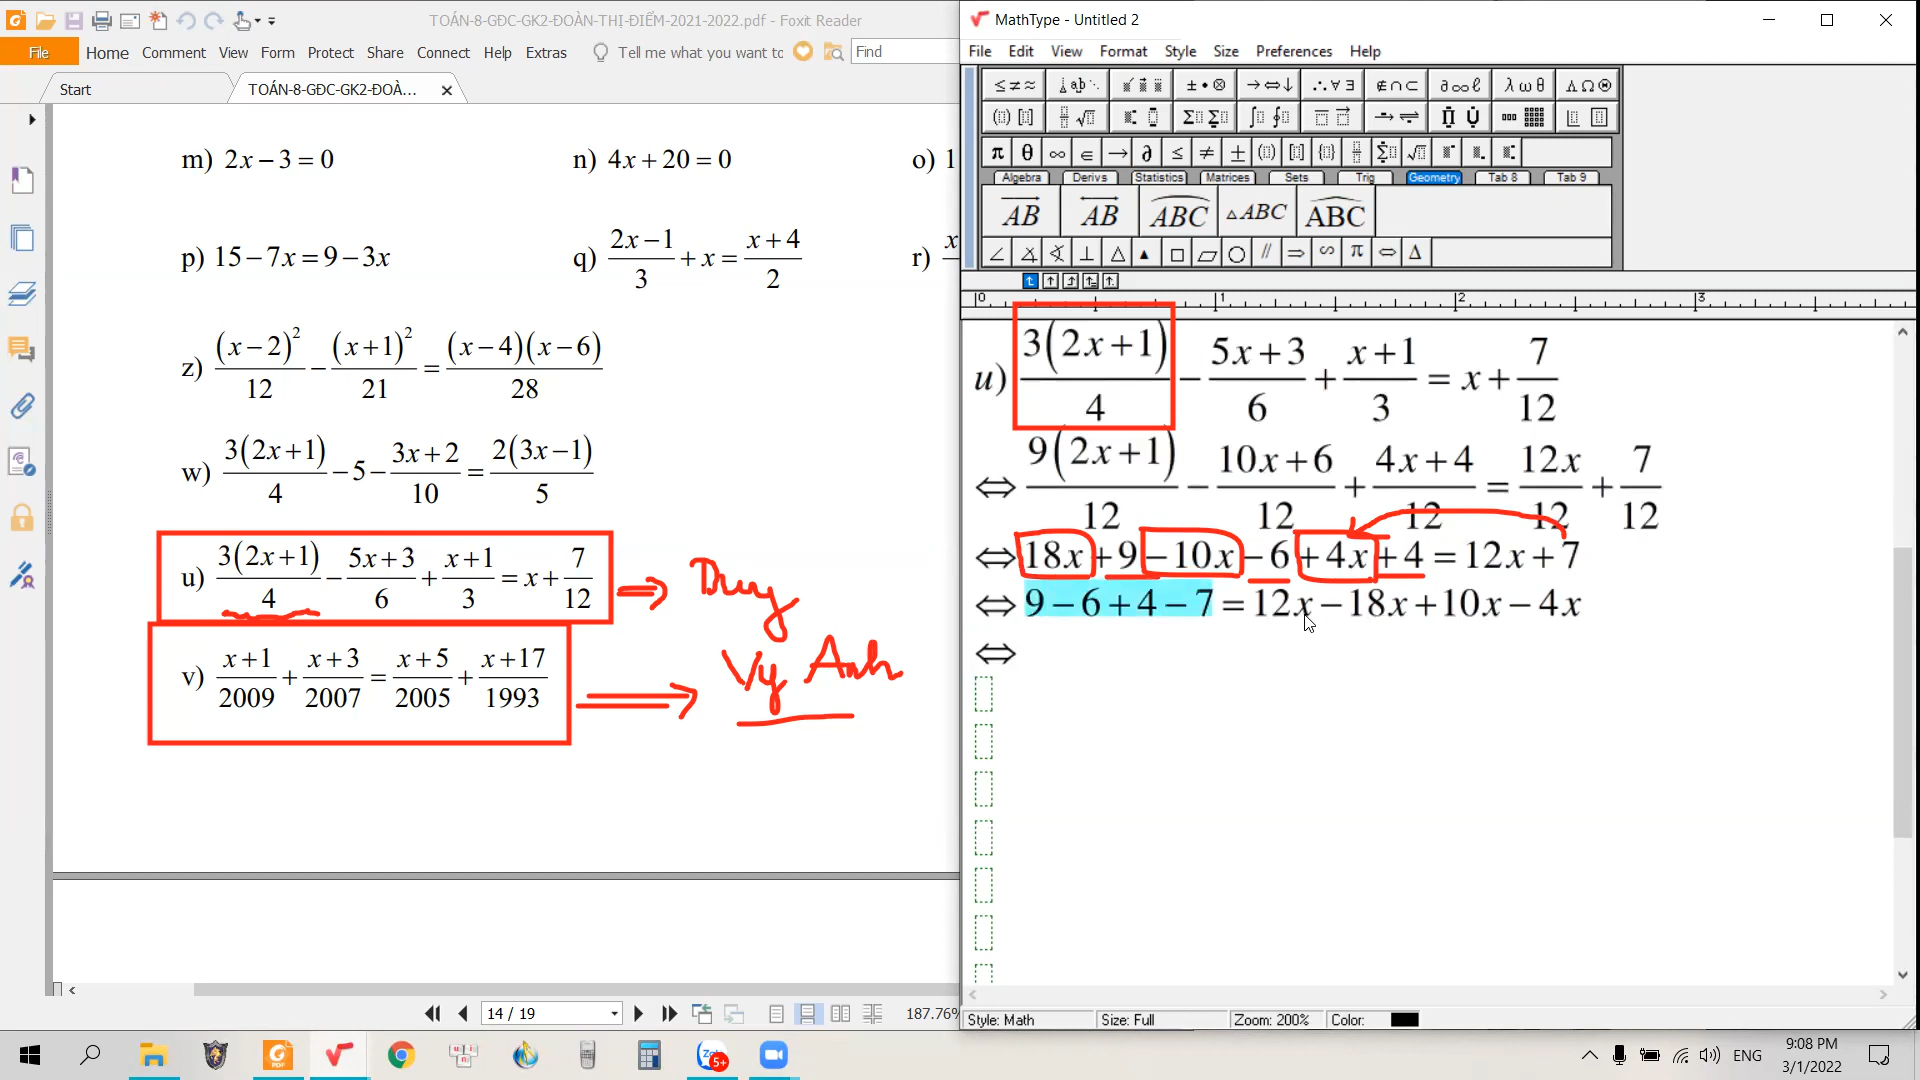 TOÁN-8-GĐC-GK2-ĐOÀN-THỊ-ĐIỂM-2021-2022.pdf - Foxit Reader
File Home Comment View Form Protect Share Connect Help Extras Tell me what you want to Find
Start TOÁN-8-GĐC-GK2-ĐOÀ...
m) 2x − 3 = 0 n) 4x + 20 = 0 o) 1
p) 15 − 7x = 9 − 3x q) (2x − 1)/3 + x = (x + 4)/2 r) x
z) (x − 2)²/12 − (x + 1)²/21 = (x − 4)(x − 6)/28
w) 3(2x + 1)/4 − 5 − (3x + 2)/10 = 2(3x − 1)/5
u) 3(2x + 1)/4 − (5x + 3)/6 + (x + 1)/3 = x + 7/12
Duy
v) (x + 1)/2009 + (x + 3)/2007 = (x + 5)/2005 + (x + 17)/1993
Vy Anh
14 / 19 187.76%
MathType - Untitled 2
File Edit View Format Style Size Preferences Help
Algebra Derivs Statistics Matrices Sets Trig Geometry Tab 8 Tab 9
AB AB ABC △ABC ABC
0 1 2 3
u) 3(2x + 1)/4 − (5x + 3)/6 + (x + 1)/3 = x + 7/12
⇔ 9(2x + 1)/12 − (10x + 6)/12 + (4x + 4)/12 = 12x/12 + 7/12
⇔ 18x + 9 − 10x − 6 + 4x + 4 = 12x + 7
⇔ 9 − 6 + 4 − 7 = 12x − 18x + 10x − 4x
⇔
Style: Math Size: Full Zoom: 200% Color:
5+ ENG 9:08 PM
3/1/2022